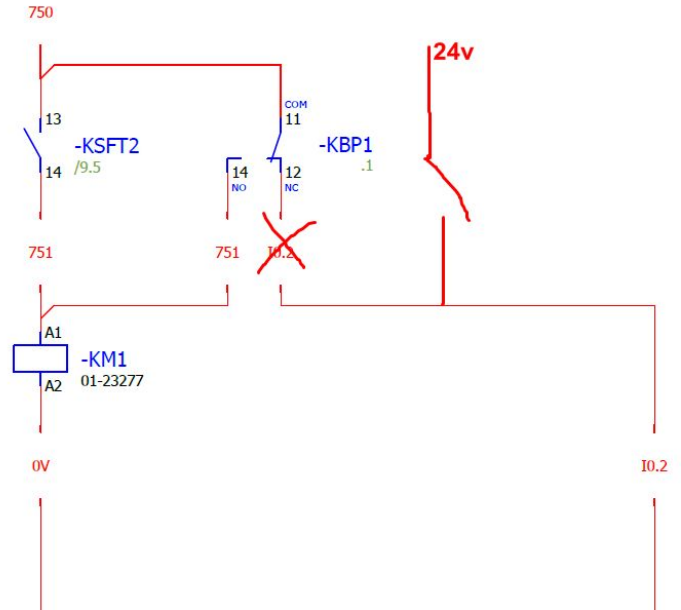 750
24v
COM
13
11
-KSFT2
-KBP1
14
/9.5
14
12
.1
NO
NC
751
751
I0.2
A1
-KM1
A2
01-23277
0V
I0.2